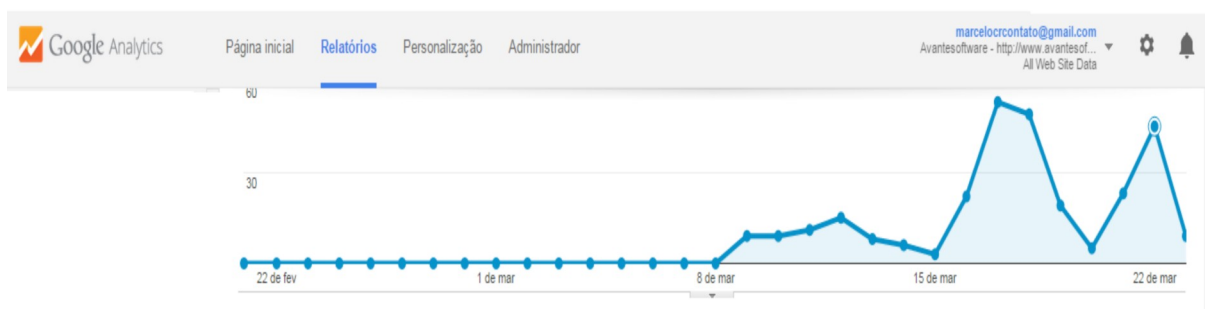 Google Analytics
Página inicial Relatórios Personalização Administrador
marcelocrcontato@gmail.com
Avantesoftware - http://www.avantesof...
All Web Site Data
60
30
22 de fev 1 de mar 8 de mar 15 de mar 22 de mar